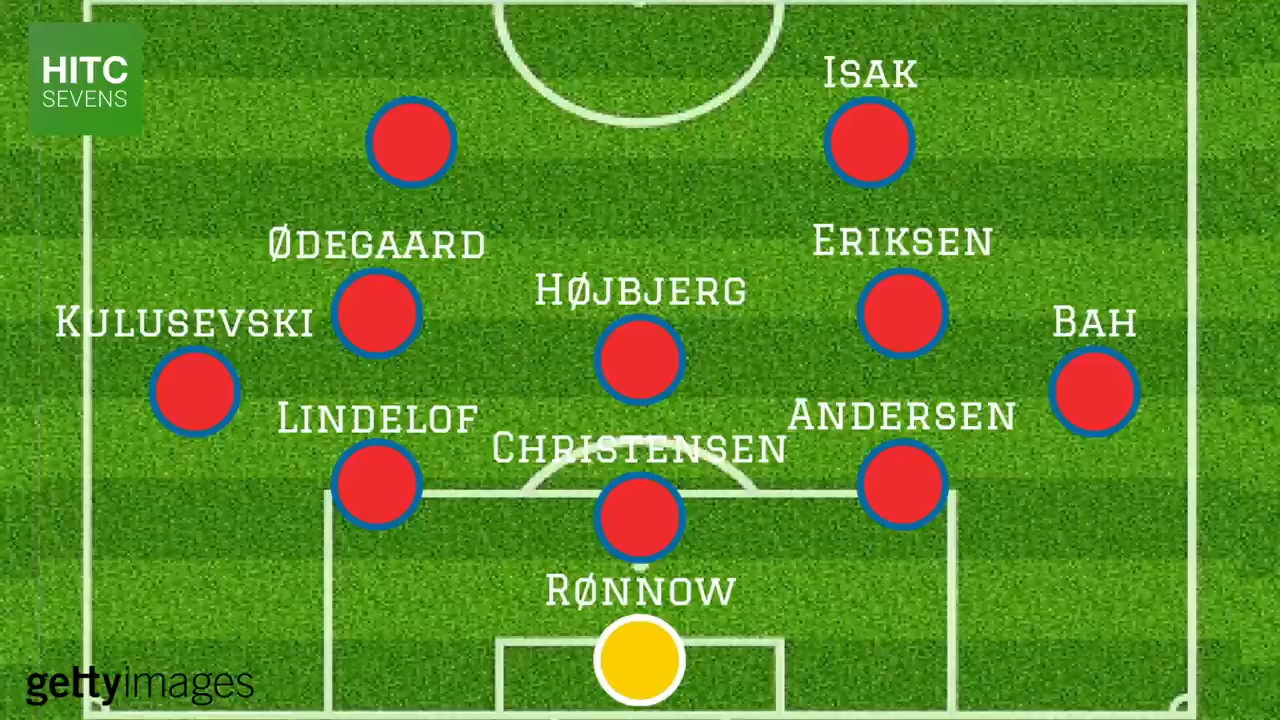 HITC
SEVENS
Isak
Ødegaard
Eriksen
Højbjerg
Kulusevski
Bah
Lindelof
Christensen
Andersen
Rønnow
gettyimages